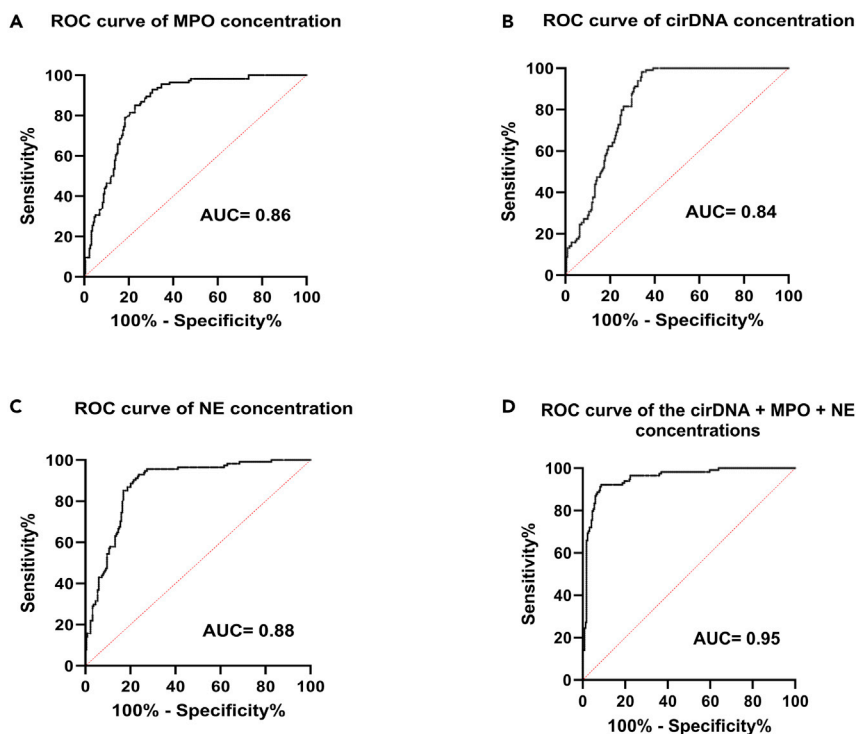 A ROC curve of MPO concentration
100
80
60
40
20
0
Sensitivity%
AUC= 0.86
0 20 40 60 80 100
100% - Specificity%
B ROC curve of cirDNA concentration
100
80
60
40
20
0
Sensitivity%
AUC= 0.84
0 20 40 60 80 100
100% - Specificity%
C ROC curve of NE concentration
100
80
60
40
20
0
Sensitivity%
AUC= 0.88
0 20 40 60 80 100
100% - Specificity%
D ROC curve of the cirDNA + MPO + NE
concentrations
100
80
60
40
20
0
Sensitivity%
AUC= 0.95
0 20 40 60 80 100
100% - Specificity%